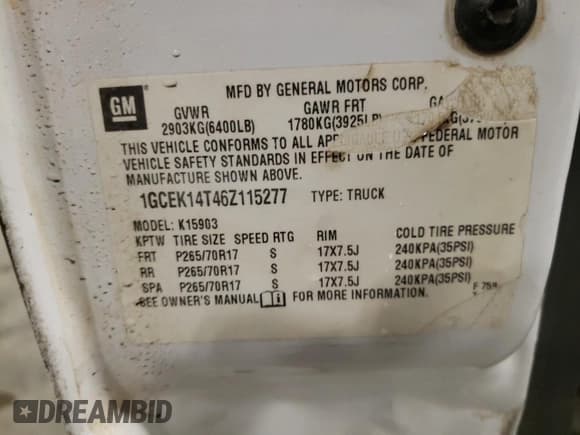 GM
MFD BY GENERAL MOTORS CORP.
GVWR GAWR FRT
2903KG(6400LB) 1780KG(3925LB)
THIS VEHICLE CONFORMS TO ALL FEDERAL MOTOR
VEHICLE SAFETY STANDARDS IN EFFECT ON THE DATE OF
MANUFACTURE SHOWN ABOVE.
1GCEK14T46Z115277 TYPE: TRUCK
MODEL: K15903
KPTW TIRE SIZE SPEED RTG RIM COLD TIRE PRESSURE
FRT P265/70R17 S 17X7.5J 240KPA(35PSI)
RR P265/70R17 S 17X7.5J 240KPA(35PSI)
SPA P265/70R17 S 17X7.5J 240KPA(35PSI)
SEE OWNER'S MANUAL FOR MORE INFORMATION.
DREAMBID